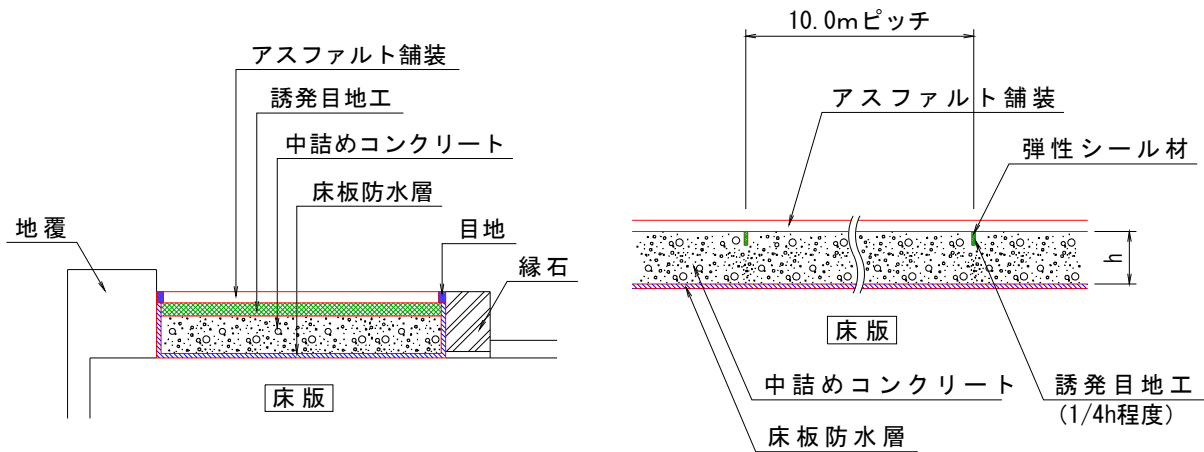 アスファルト舗装
誘発目地工
中詰めコンクリート
床板防水層
地覆
目地
縁石
床版
10.0mピッチ
アスファルト舗装
弾性シール材
h
床版
中詰めコンクリート
誘発目地工
(1/4h程度)
床板防水層